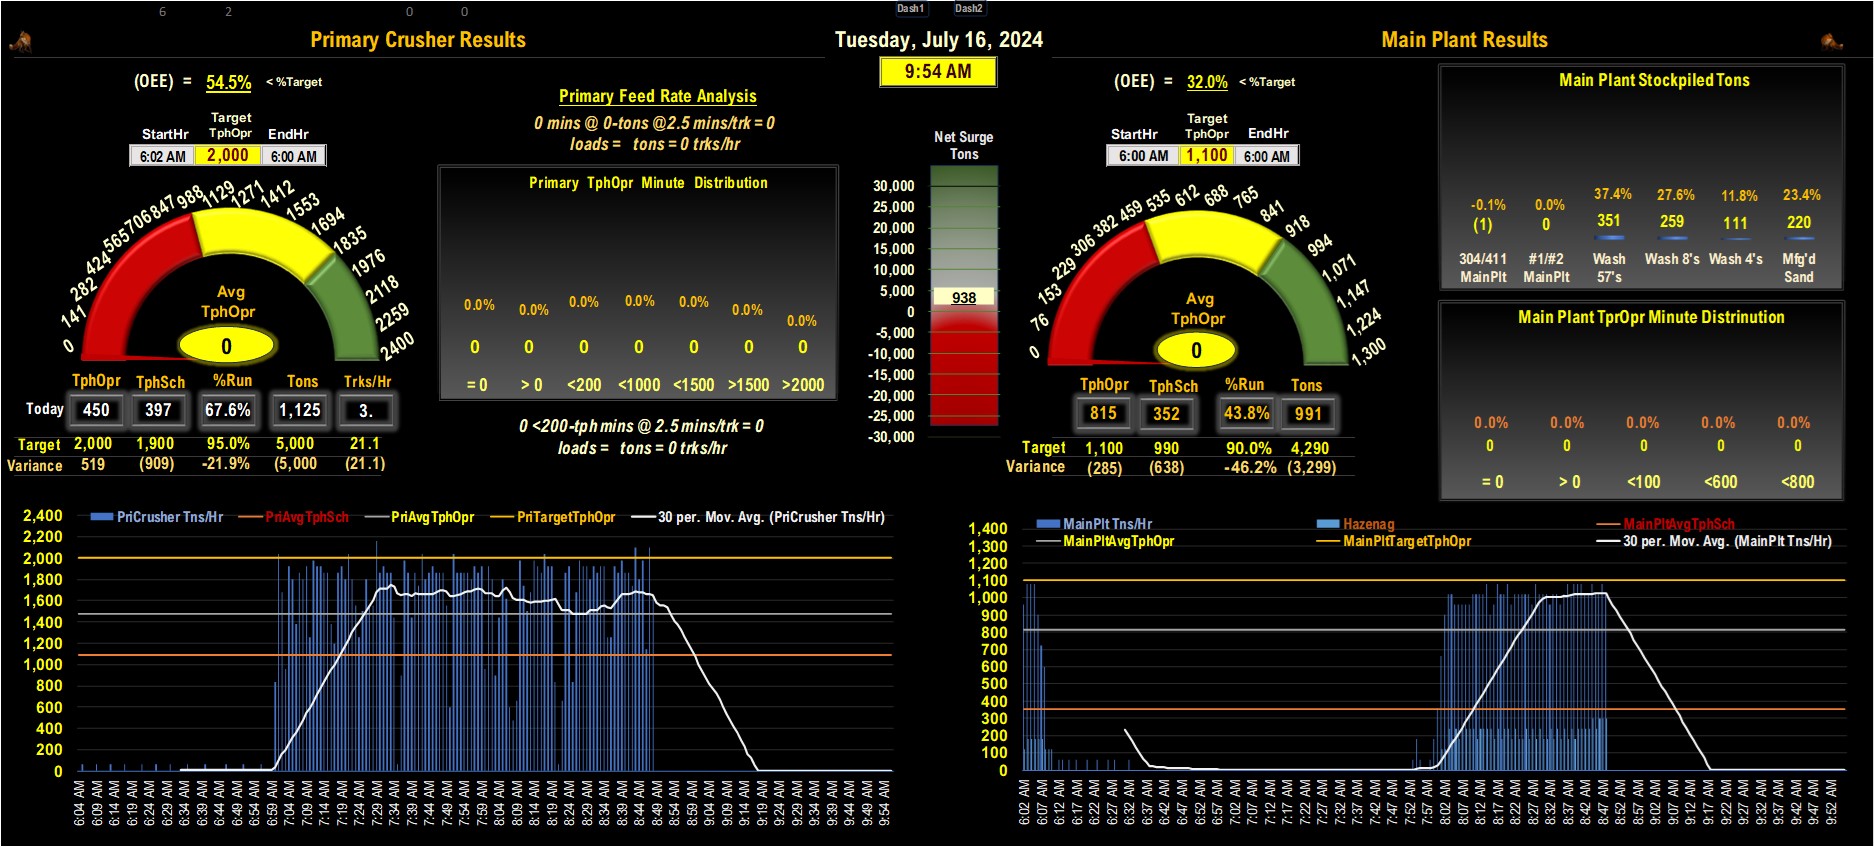 6 2 0 0 Dash1 Dash2
Primary Crusher Results
Tuesday, July 16, 2024
Main Plant Results
9:54 AM
(OEE) = 54.5% < %Target
Target
StartHr TphOpr EndHr
6:02 AM 2,000 6:00 AM
0 141 282 424 565 706 847 988 1129 1271 1412 1553 1694 1835 1976 2118 2259 2400
Avg
TphOpr
0
TphOpr TphSch %Run Tons Trks/Hr
Today 450 397 67.6% 1,125 3.
Target 2,000 1,900 95.0% 5,000 21.1
Variance 519 (909) -21.9% (5,000 (21.1)
Primary Feed Rate Analysis
0 mins @ 0-tons @2.5 mins/trk = 0
loads = tons = 0 trks/hr
Primary TphOpr Minute Distribution
0.0% 0.0% 0.0% 0.0% 0.0% 0.0% 0.0%
0 0 0 0 0 0 0
= 0 > 0 <200 <1000 <1500 >1500 >2000
0 <200-tph mins @ 2.5 mins/trk = 0
loads = tons = 0 trks/hr
Net Surge
Tons
30,000
25,000
20,000
15,000
10,000
5,000
938
0
-5,000
-10,000
-15,000
-20,000
-25,000
-30,000
(OEE) = 32.0% < %Target
Target
StartHr TphOpr EndHr
6:00 AM 1,100 6:00 AM
0 76 153 229 306 382 459 535 612 688 765 841 918 994 1,071 1,147 1,224 1,300
Avg
TphOpr
0
TphOpr TphSch %Run Tons
815 352 43.8% 991
Target 1,100 990 90.0% 4,290
Variance (285) (638) -46.2% (3,299)
Main Plant Stockpiled Tons
-0.1% 0.0% 37.4% 27.6% 11.8% 23.4%
(1) 0 351 259 111 220
304/411 #1/#2 Wash Wash 8's Wash 4's Mfg'd
MainPlt MainPlt 57's Sand
Main Plant TprOpr Minute Distrinution
0.0% 0.0% 0.0% 0.0% 0.0%
0 0 0 0 0
= 0 > 0 <100 <600 <800
PriCrusher Tns/Hr PriAvgTphSch PriAvgTphOpr PriTargetTphOpr 30 per. Mov. Avg. (PriCrusher Tns/Hr)
2,400
2,200
2,000
1,800
1,600
1,400
1,200
1,000
800
600
400
200
0
6:04 AM 6:09 AM 6:14 AM 6:19 AM 6:24 AM 6:29 AM 6:34 AM 6:39 AM 6:44 AM 6:49 AM 6:54 AM 6:59 AM 7:04 AM 7:09 AM 7:14 AM 7:19 AM 7:24 AM 7:29 AM 7:34 AM 7:39 AM 7:44 AM 7:49 AM 7:54 AM 7:59 AM 8:04 AM 8:09 AM 8:14 AM 8:19 AM 8:24 AM 8:29 AM 8:34 AM 8:39 AM 8:44 AM 8:49 AM 8:54 AM 8:59 AM 9:04 AM 9:09 AM 9:14 AM 9:19 AM 9:24 AM 9:29 AM 9:34 AM 9:39 AM 9:44 AM 9:49 AM 9:54 AM
MainPlt Tns/Hr Hazenag MainPltAvgTphSch
MainPltAvgTphOpr MainPltTargetTphOpr 30 per. Mov. Avg. (MainPlt Tns/Hr)
1,400
1,300
1,200
1,100
1,000
900
800
700
600
500
400
300
200
100
0
6:02 AM 6:07 AM 6:12 AM 6:17 AM 6:22 AM 6:27 AM 6:32 AM 6:37 AM 6:42 AM 6:47 AM 6:52 AM 6:57 AM 7:02 AM 7:07 AM 7:12 AM 7:17 AM 7:22 AM 7:27 AM 7:32 AM 7:37 AM 7:42 AM 7:47 AM 7:52 AM 7:57 AM 8:02 AM 8:07 AM 8:12 AM 8:17 AM 8:22 AM 8:27 AM 8:32 AM 8:37 AM 8:42 AM 8:47 AM 8:52 AM 8:57 AM 9:02 AM 9:07 AM 9:12 AM 9:17 AM 9:22 AM 9:27 AM 9:32 AM 9:37 AM 9:42 AM 9:47 AM 9:52 AM